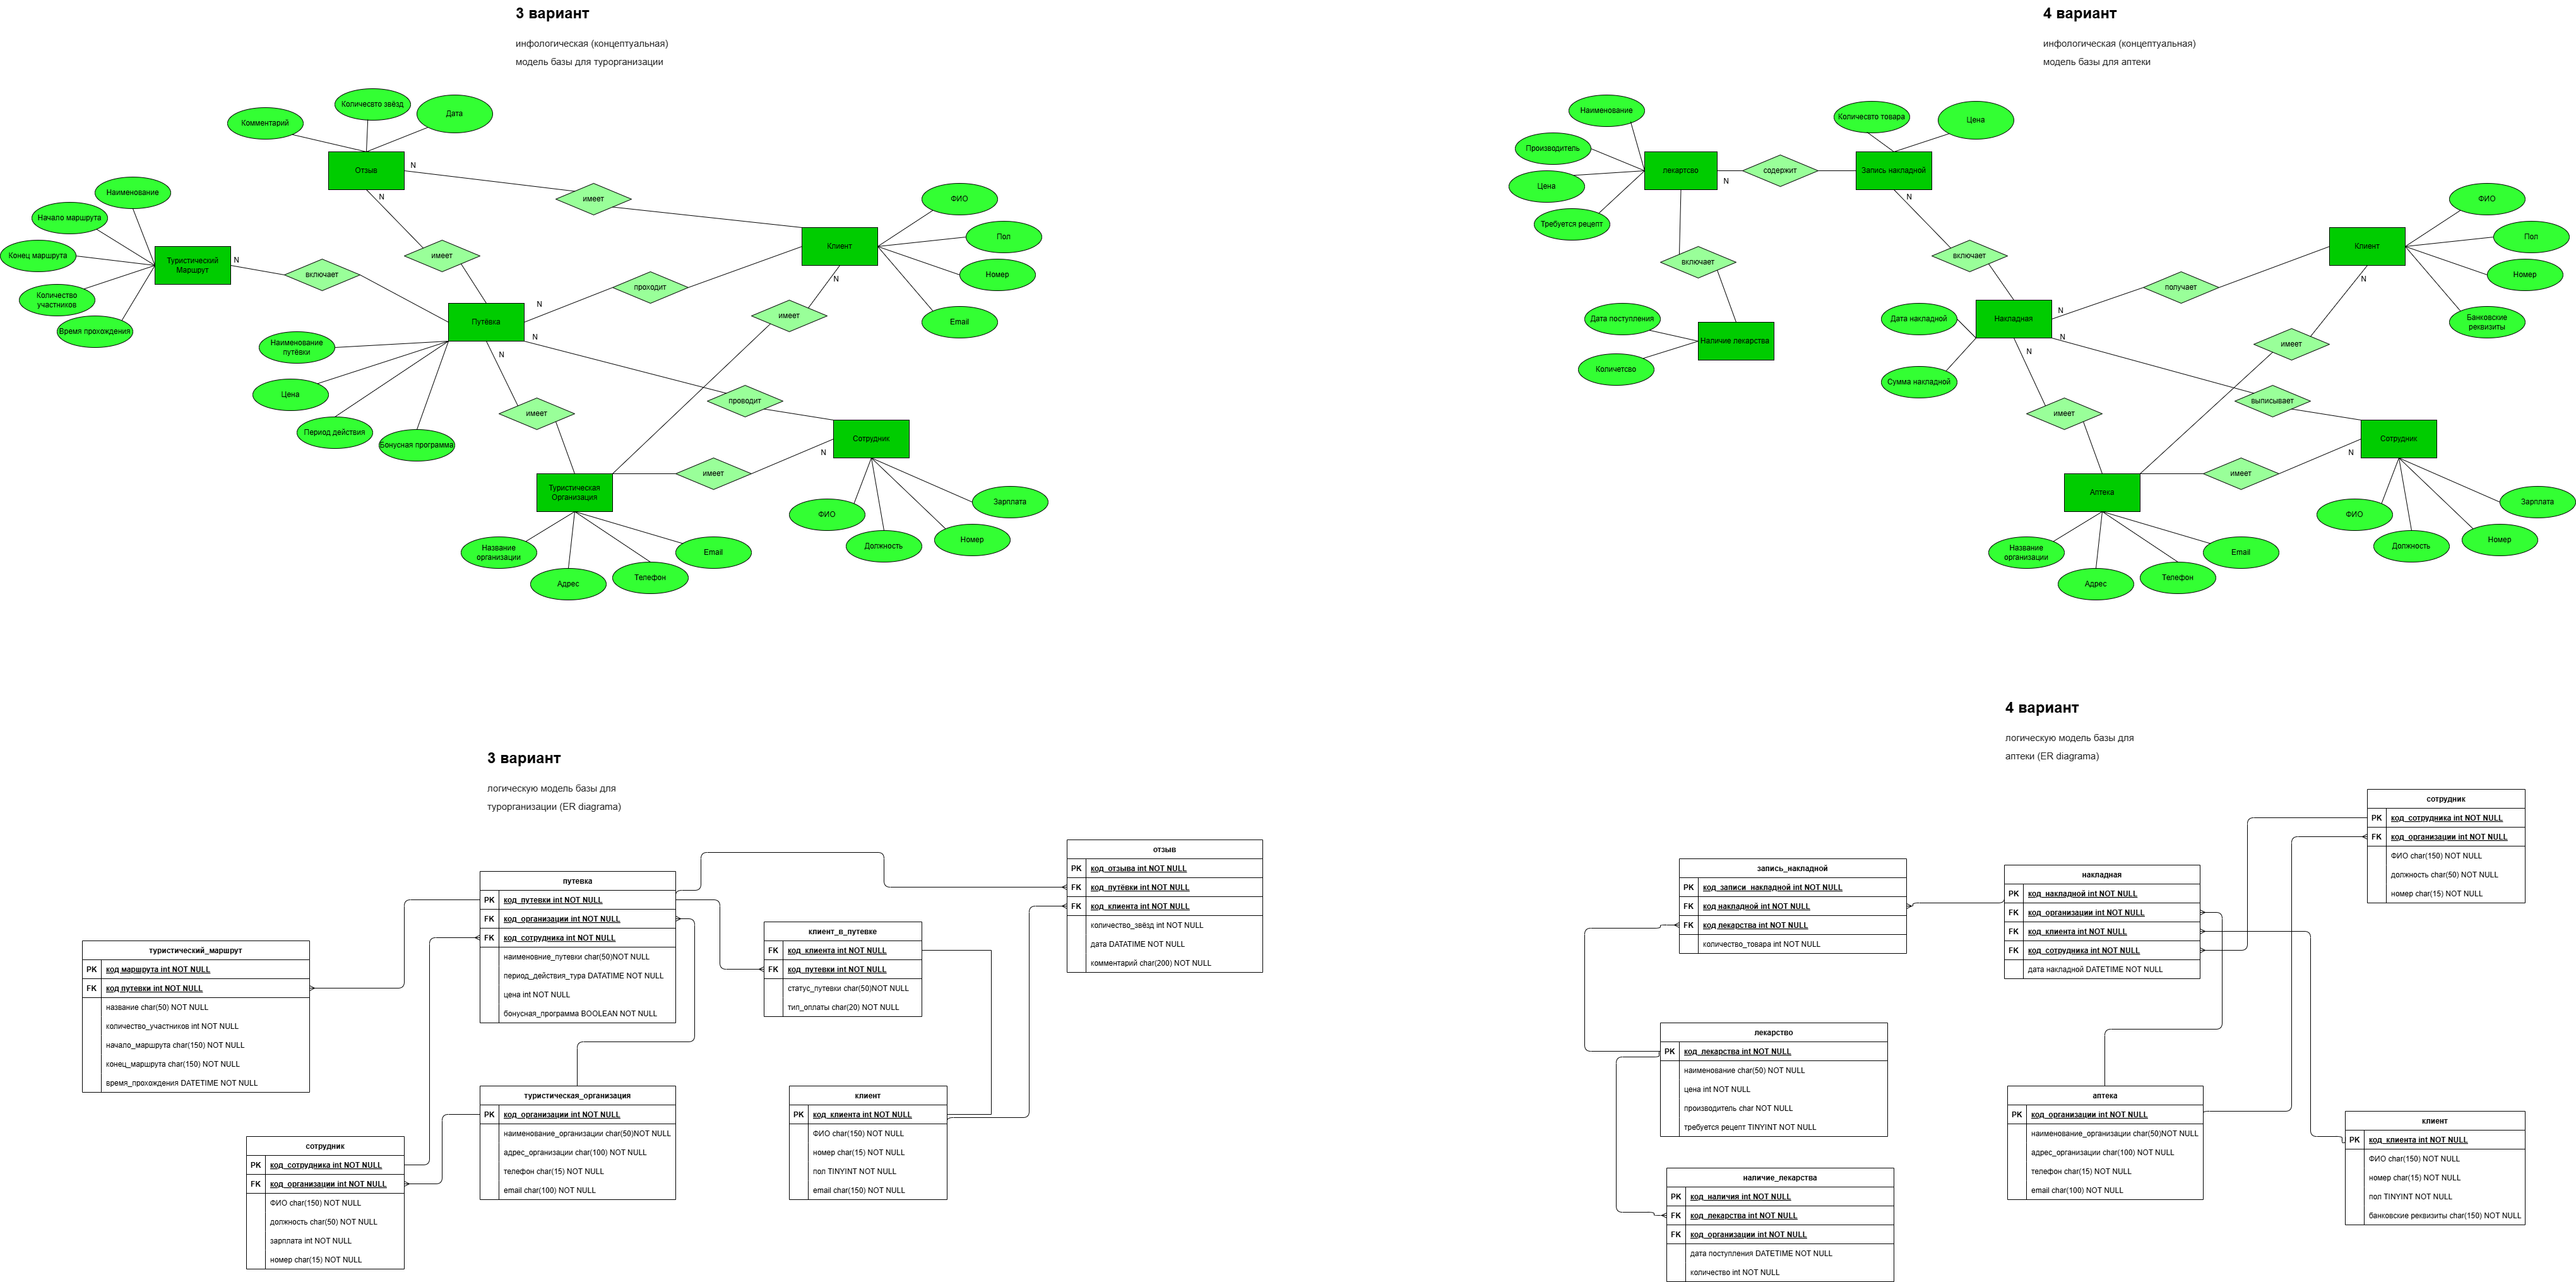 3 вариант
инфологическая (концептуальная)
модель базы для турорганизации
Комментарий
Количесвто звёзд
Дата
Отзыв
N
N
имеет
имеет
Наименование
Начало маршрута
Конец маршрута
Количество
участников
Время прохождения
Туристический
Маршрут
N
включает
Путёвка
N
N
N
проходит
Клиент
N
ФИО
Пол
Номер
Email
имеет
Наименование
путёвки
Цена
Период действия
Бонусная программа
имеет
проводит
Сотрудник
N
имеет
Туристическая
Организация
Название
организации
Адрес
Телефон
Email
ФИО
Должность
Номер
Зарплата
4 вариант
инфологическая (концептуальная)
модель базы для аптеки
Наименование
Производитель
Цена
Требуется рецепт
лекартсво
N
содержит
Количесвто товара
Цена
Запись накладной
N
включает
включает
Дата поступления
Количетсво
Наличие лекарства
Дата накладной
Сумма накладной
Накладная
N
N
N
получает
Клиент
N
ФИО
Пол
Номер
Банковские
реквизиты
имеет
имеет
выписывает
Сотрудник
N
имеет
Аптека
Название
организации
Адрес
Телефон
Email
ФИО
Должность
Номер
Зарплата
3 вариант
логическую модель базы для
турорганизации (ER diagrama)
туристический_маршрут
PK код маршрута int NOT NULL
FK код путевки int NOT NULL
название char(50) NOT NULL
количество_участников int NOT NULL
начало_маршрута char(150) NOT NULL
конец_маршрута char(150) NOT NULL
время_прохождения DATETIME NOT NULL
путевка
PK код_путевки int NOT NULL
FK код_организации int NOT NULL
FK код_сотрудника int NOT NULL
наименовние_путевки char(50)NOT NULL
период_действия_тура DATATIME NOT NULL
цена int NOT NULL
бонусная_программа BOOLEAN NOT NULL
клиент_в_путевке
FK код_клиента int NOT NULL
FK код_путевки int NOT NULL
статус_путевки char(50)NOT NULL
тип_оплаты char(20) NOT NULL
отзыв
PK код_отзыва int NOT NULL
FK код_путёвки int NOT NULL
FK код_клиента int NOT NULL
количество_звёзд int NOT NULL
дата DATATIME NOT NULL
комментарий char(200) NOT NULL
сотрудник
PK код_сотрудника int NOT NULL
FK код_организации int NOT NULL
ФИО char(150) NOT NULL
должность char(50) NOT NULL
зарплата int NOT NULL
номер char(15) NOT NULL
туристическая_организация
PK код_организации int NOT NULL
наименование_организации char(50)NOT NULL
адрес_организации char(100) NOT NULL
телефон char(15) NOT NULL
email char(100) NOT NULL
клиент
PK код_клиента int NOT NULL
ФИО char(150) NOT NULL
номер char(15) NOT NULL
пол TINYINT NOT NULL
email char(150) NOT NULL
4 вариант
логическую модель базы для
аптеки (ER diagrama)
запись_накладной
PK код_записи_накладной int NOT NULL
FK код накладной int NOT NULL
FK код лекарства int NOT NULL
количество_товара int NOT NULL
накладная
PK код_накладной int NOT NULL
FK код_организации int NOT NULL
FK код_клиента int NOT NULL
FK код_сотрудника int NOT NULL
дата накладной DATETIME NOT NULL
сотрудник
PK код_сотрудника int NOT NULL
FK код_организации int NOT NULL
ФИО char(150) NOT NULL
должность char(50) NOT NULL
номер char(15) NOT NULL
лекарство
PK код_лекарства int NOT NULL
наименование char(50) NOT NULL
цена int NOT NULL
производитель char NOT NULL
требуется рецепт TINYINT NOT NULL
наличие_лекарства
PK код_наличия int NOT NULL
FK код_лекарства int NOT NULL
FK код_организации int NOT NULL
дата поступления DATETIME NOT NULL
количество int NOT NULL
аптека
PK код_организации int NOT NULL
наименование_организации char(50)NOT NULL
адрес_организации char(100) NOT NULL
телефон char(15) NOT NULL
email char(100) NOT NULL
клиент
PK код_клиента int NOT NULL
ФИО char(150) NOT NULL
номер char(15) NOT NULL
пол TINYINT NOT NULL
банковские реквизиты char(150) NOT NULL